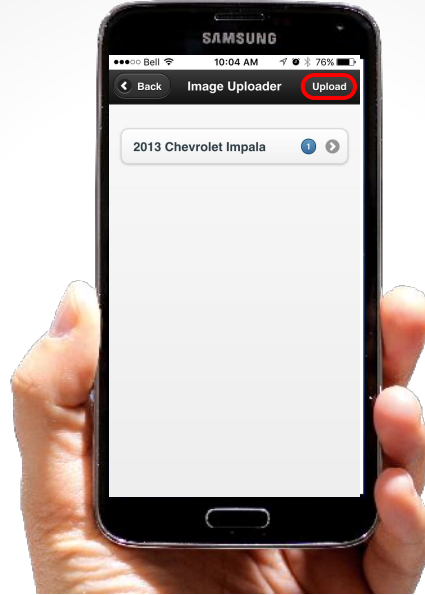 SAMSUNG
Bell 10:04 AM 76%
Back Image Uploader Upload
2013 Chevrolet Impala 1